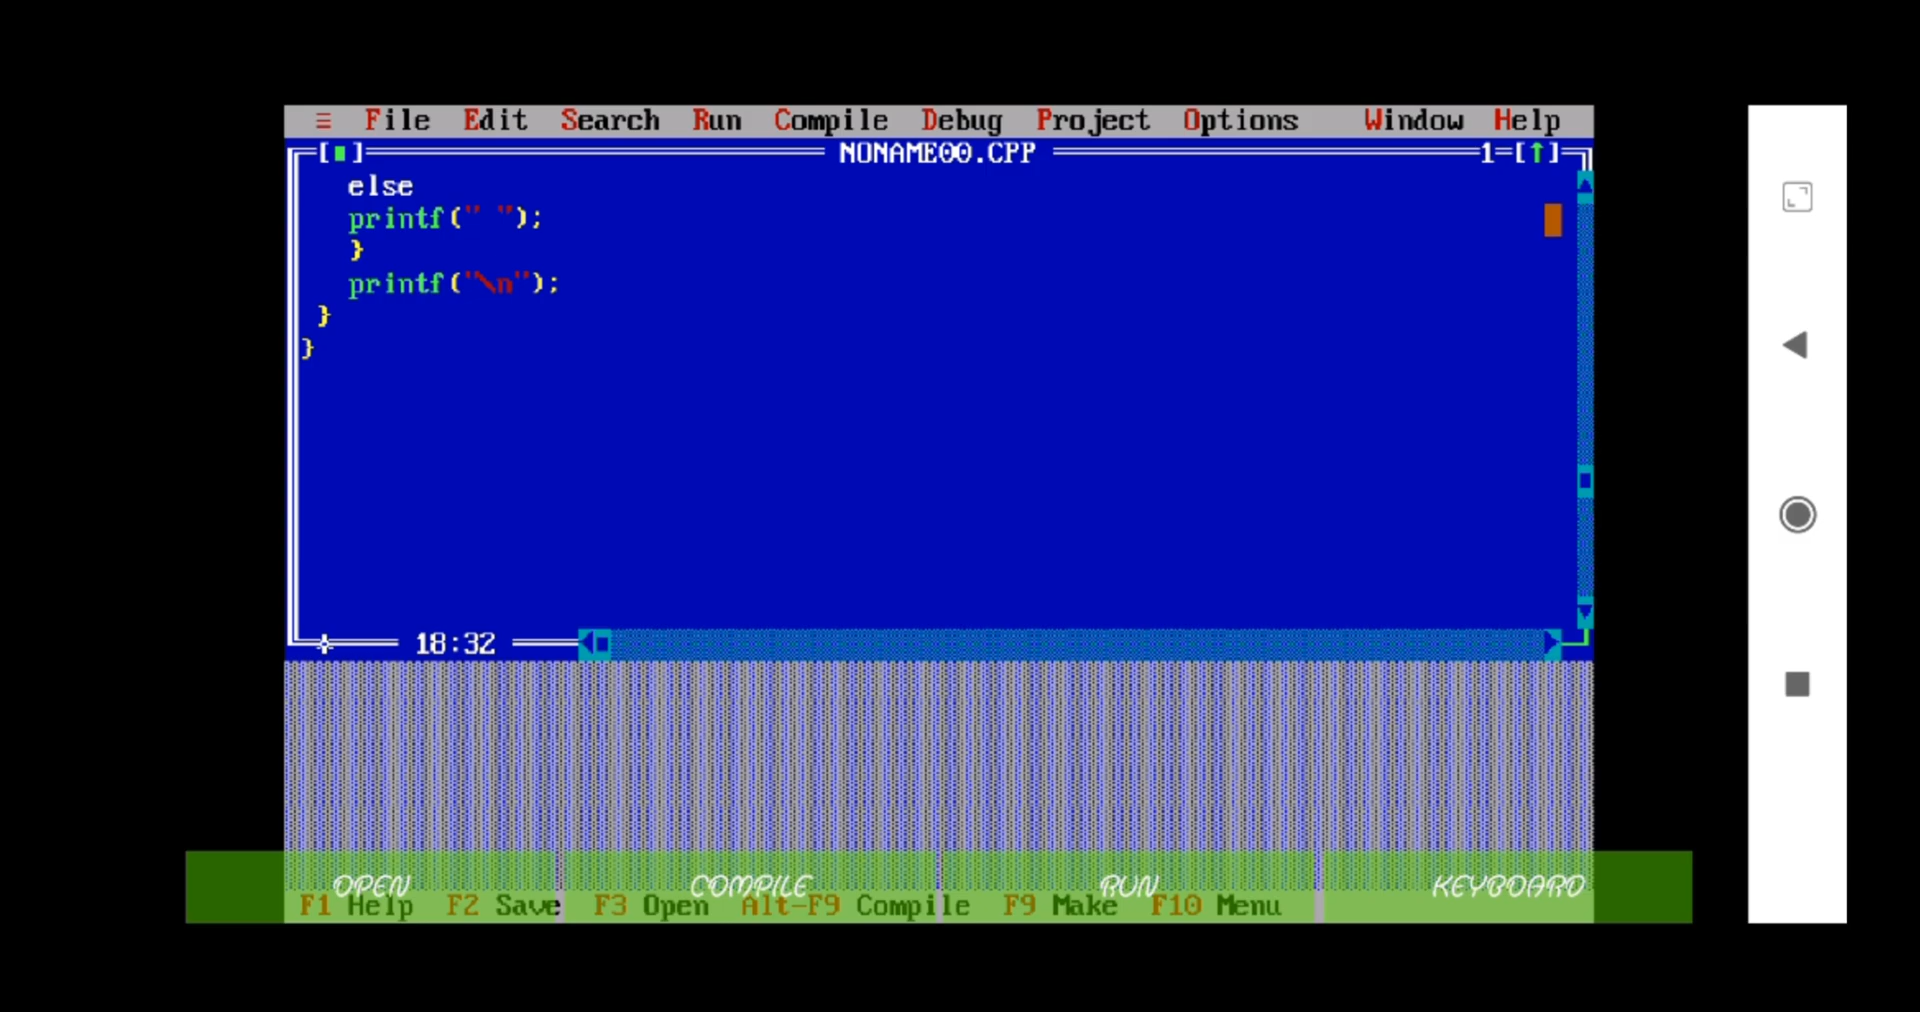 ≡ File Edit Search Run Compile Debug Project Options Window Help
[■] NONAME00.CPP 1=[↑]
else
printf(" ");
}
printf("\n");
}
}
18:32
OPEN COMPILE RUN KEYBOARD
F1 Help F2 Save F3 Open Alt-F9 Compile F9 Make F10 Menu